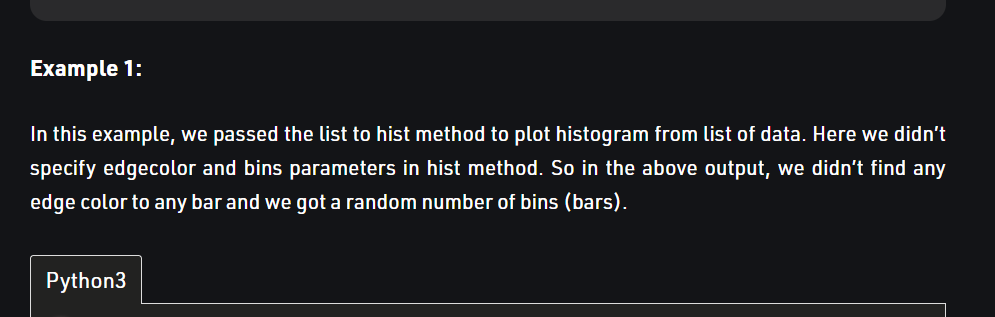 Example 1:
In this example, we passed the list to hist method to plot histogram from list of data. Here we didn’t
specify edgecolor and bins parameters in hist method. So in the above output, we didn’t find any
edge color to any bar and we got a random number of bins (bars).
Python3